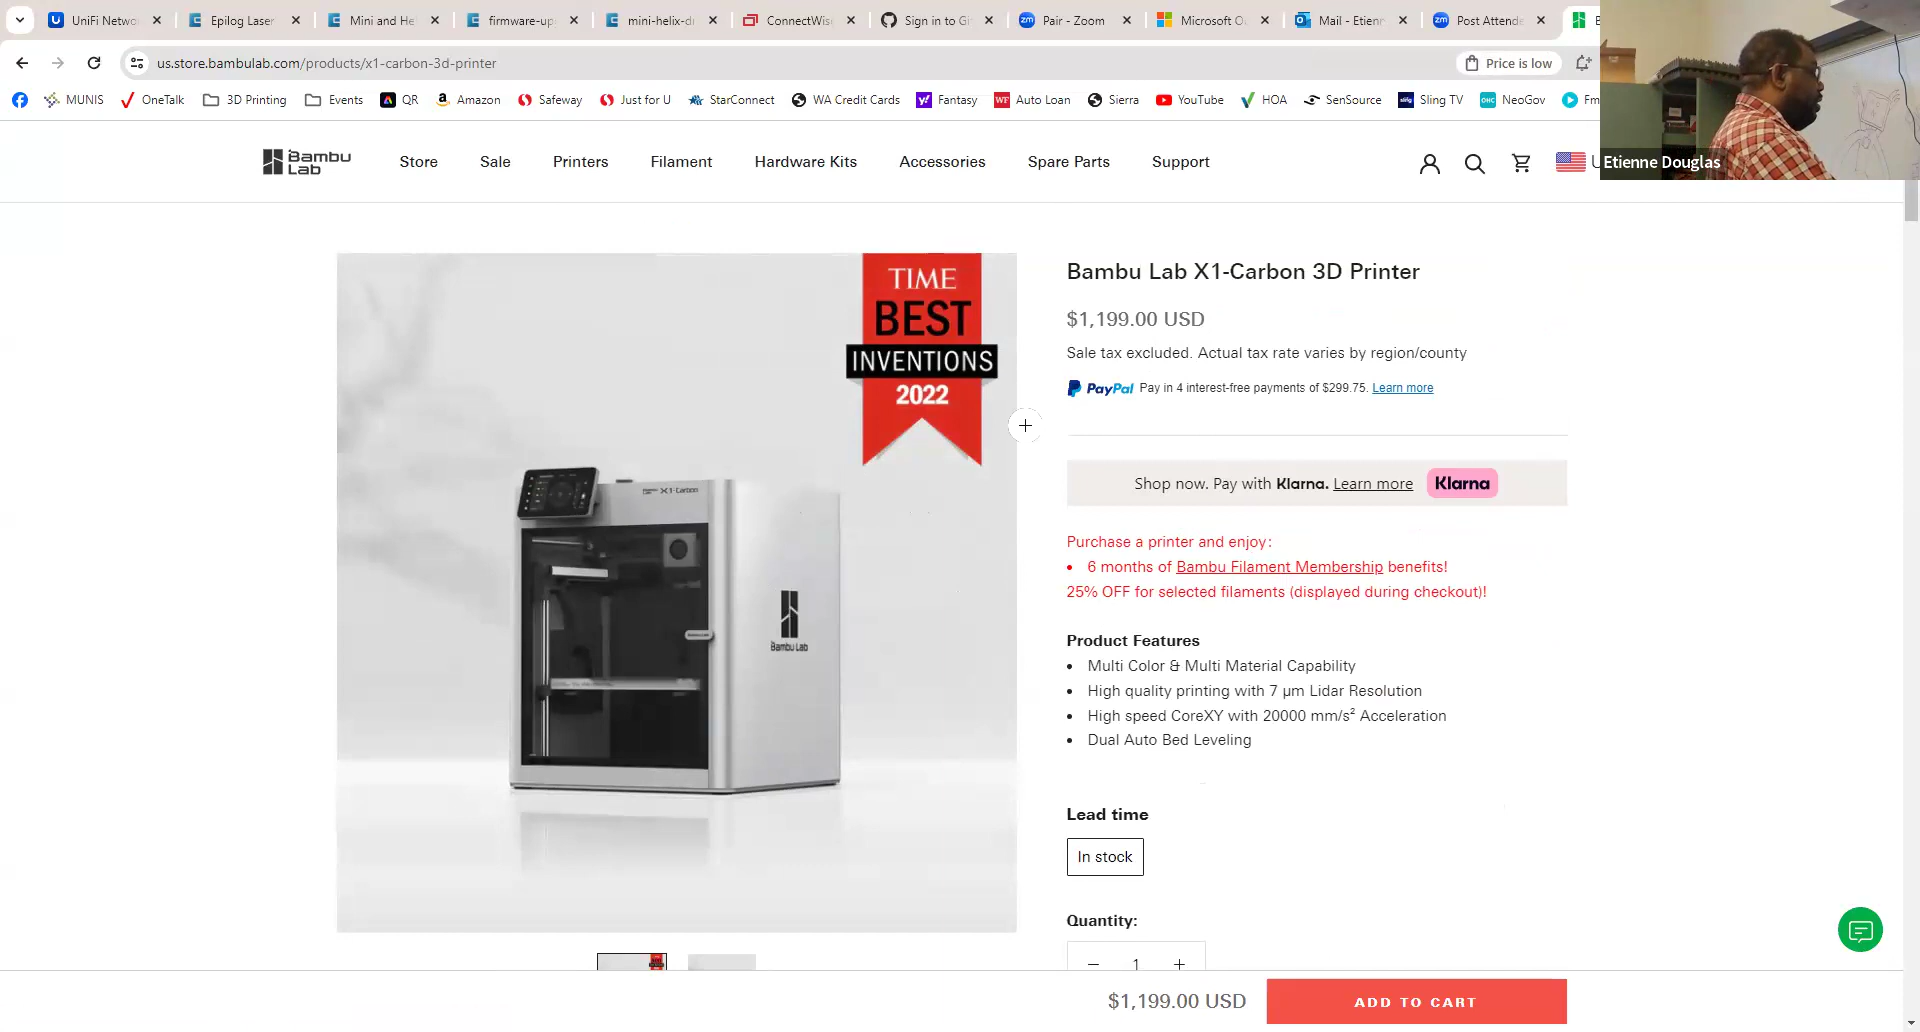 UniFi Netwo
Epilog Laser
Mini and He
firmware-up
mini-helix-dr
ConnectWis
Sign in to Gi
Pair - Zoom
Microsoft O
Mail - Etien
Post Attende
us.store.bambulab.com/products/x1-carbon-3d-printer
Price is low
MUNIS
OneTalk
3D Printing
Events
QR
Amazon
Safeway
Just for U
StarConnect
WA Credit Cards
Fantasy
WF Auto Loan
Sierra
YouTube
HOA
SenSource
sling Sling TV
OHC NeoGov
Fm
Bambu
Lab
Store
Sale
Printers
Filament
Hardware Kits
Accessories
Spare Parts
Support
U
Etienne Douglas
TIME
BEST
INVENTIONS
2022
X1-Carbon
Bambu Lab
Bambu Lab X1-Carbon 3D Printer
$1,199.00 USD
Sale tax excluded. Actual tax rate varies by region/county
PayPal Pay in 4 interest-free payments of $299.75. Learn more
Shop now. Pay with Klarna. Learn more Klarna
Purchase a printer and enjoy:
• 6 months of Bambu Filament Membership benefits!
25% OFF for selected filaments (displayed during checkout)!
Product Features
• Multi Color & Multi Material Capability
• High quality printing with 7 μm Lidar Resolution
• High speed CoreXY with 20000 mm/s² Acceleration
• Dual Auto Bed Leveling
Lead time
In stock
Quantity:
− 1 +
$1,199.00 USD
ADD TO CART